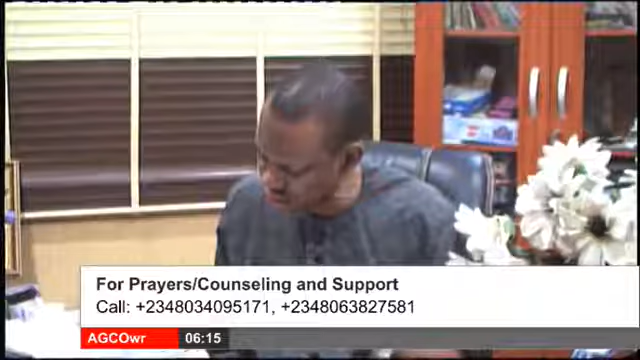 For Prayers/Counseling and Support
Call: +2348034095171, +2348063827581
AGCOwr 06:15